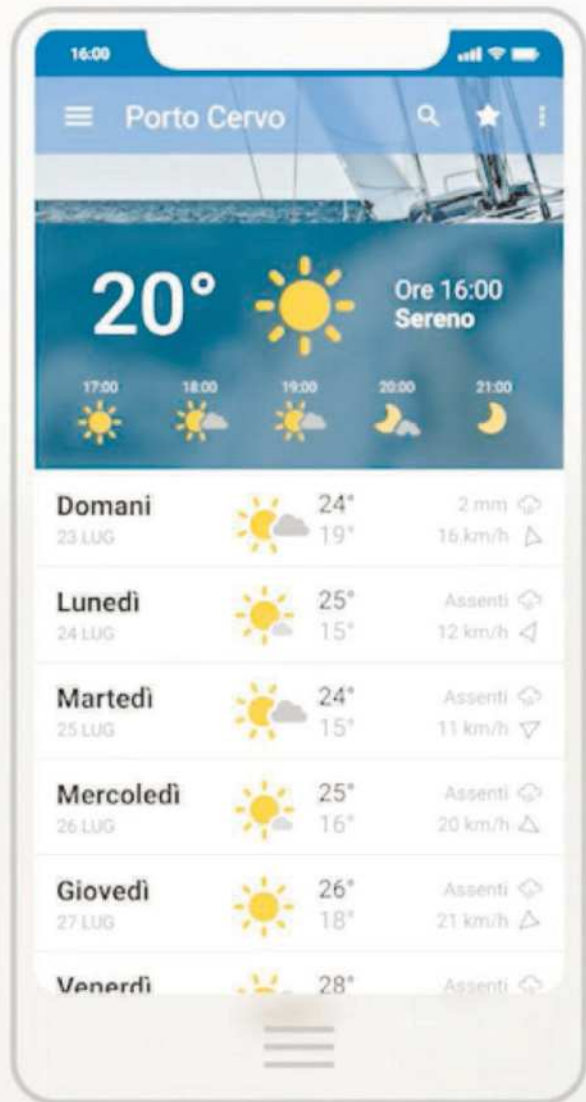 16:00
Porto Cervo
20°
Ore 16:00
Sereno
17:00 18:00 19:00 20:00 21:00
Domani 24° 2 mm
23 LUG 19° 16 km/h
Lunedì 25° Assenti
24 LUG 15° 12 km/h
Martedì 24° Assenti
25 LUG 15° 11 km/h
Mercoledì 25° Assenti
26 LUG 16° 20 km/h
Giovedì 26° Assenti
27 LUG 18° 21 km/h
Venerdì 28° Assenti